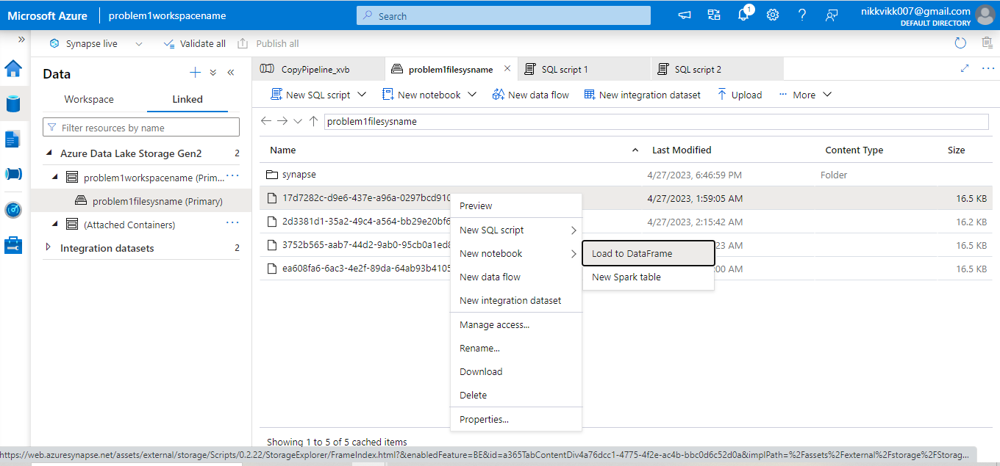 Microsoft Azure problem1workspacename Search 1 nikkvikk007@gmail.com
DEFAULT DIRECTORY
Synapse live Validate all Publish all
Data
Workspace Linked
Filter resources by name
Azure Data Lake Storage Gen2 2
problem1workspacename (Prim...
problem1filesysname (Primary)
(Attached Containers)
Integration datasets 2
CopyPipeline_xvb problem1filesysname SQL script 1 SQL script 2
New SQL script New notebook New data flow New integration dataset Upload More
problem1filesysname
Name Last Modified Content Type Size
synapse 4/27/2023, 6:46:59 PM Folder
17d7282c-d9e6-437e-a96a-0297bcd910 4/27/2023, 1:59:05 AM 16.5 KB
2d3381d1-35a2-49c4-a564-bb29e20bf6 4/27/2023, 2:15:42 AM 16.2 KB
3752b565-aab7-44d2-9ab0-95cb0a1ed8 23 AM 16.5 KB
ea608fa6-6ac3-4e2f-89da-64ab93b4105 :00 AM 16.5 KB
Preview
New SQL script
New notebook
New data flow
New integration dataset
Manage access...
Rename...
Download
Delete
Properties...
Load to DataFrame
New Spark table
Showing 1 to 5 of 5 cached items
https://web.azuresynapse.net/assets/external/storage/Scripts/0.2.22/StorageExplorer/FrameIndex.html?&enabledFeature=BE&id=a365TabContentDiv4a76dcc1-4775-4f2e-ac4b-bbc0d6c52d0a&implPath=%2Fassets%2Fexternal%2Fstorage%2FStorag...